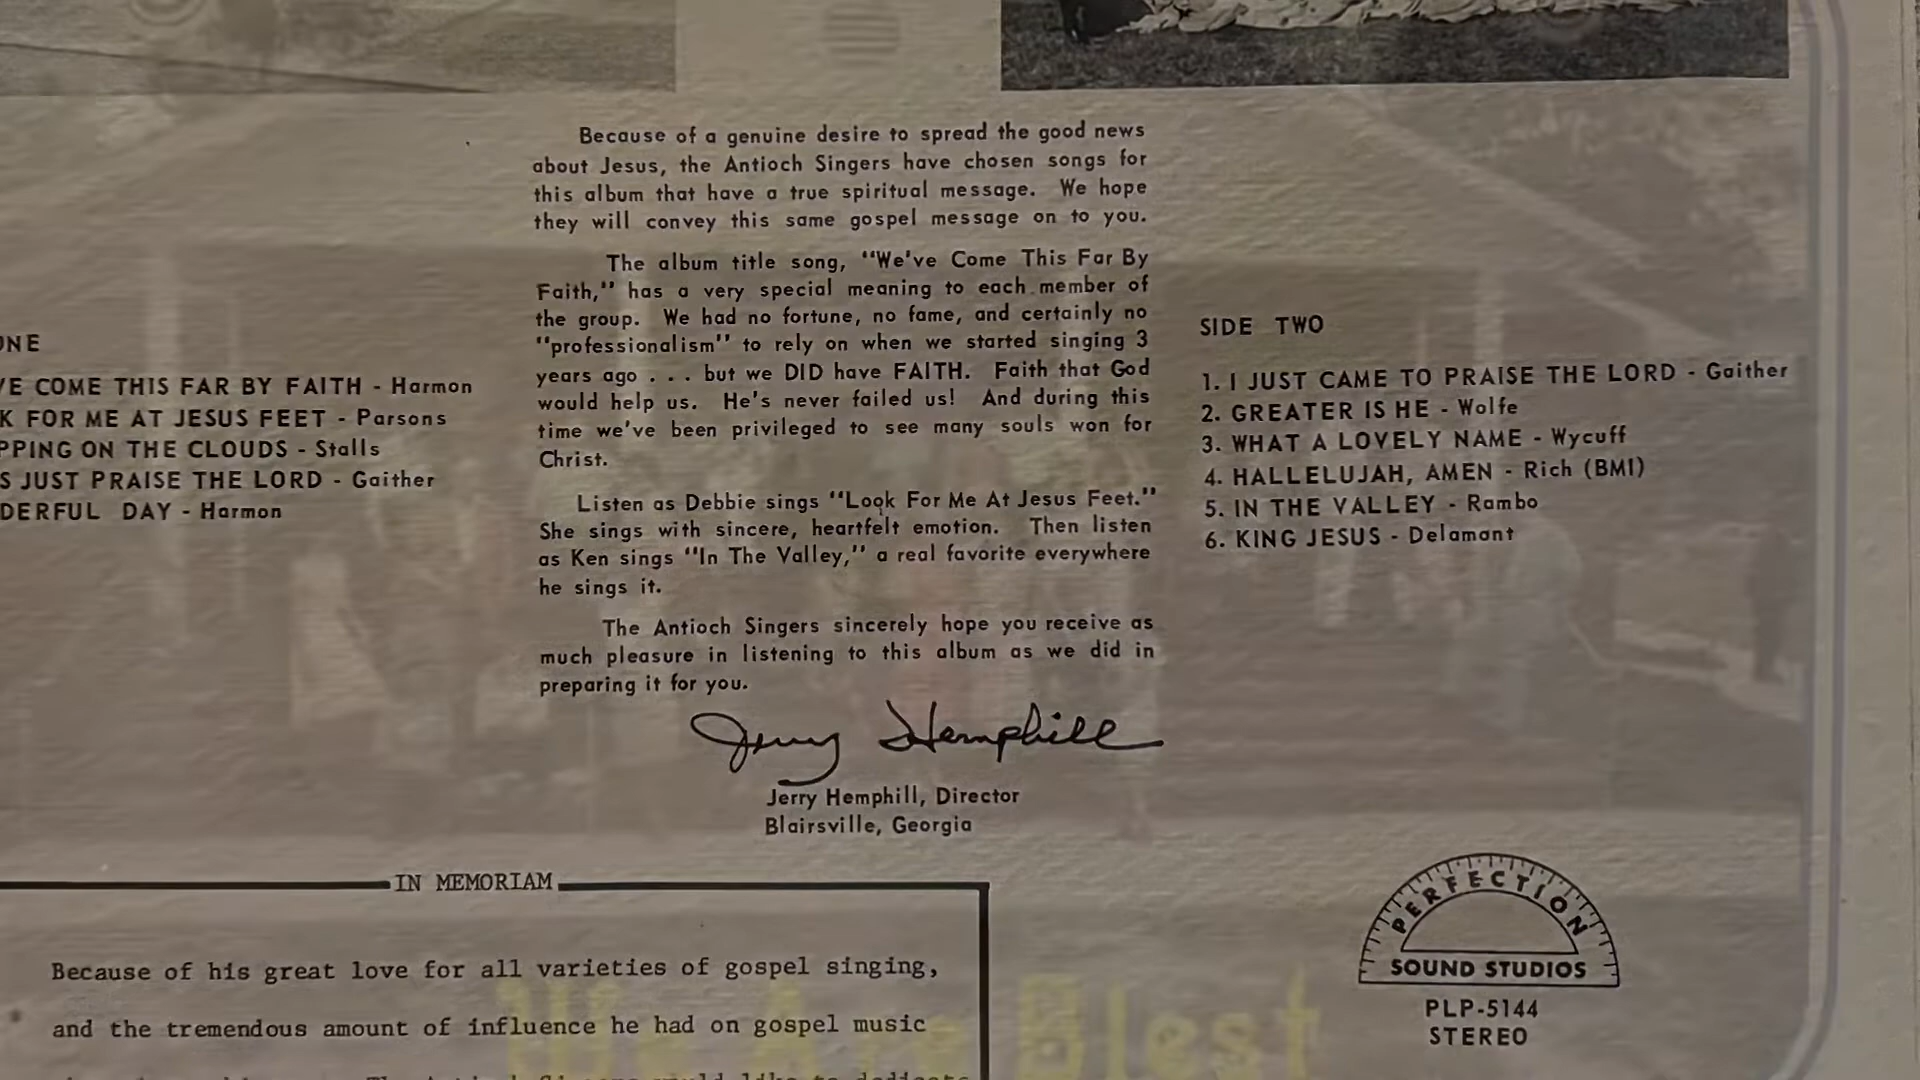 Because of a genuine desire to spread the good news
about Jesus, the Antioch Singers have chosen songs for
this album that have a true spiritual message. We hope
they will convey this same gospel message on to you.
The album title song, "We've Come This Far By
Faith," has a very special meaning to each member of
the group. We had no fortune, no fame, and certainly no
"professionalism" to rely on when we started singing 3
years ago . . . but we DID have FAITH. Faith that God
would help us. He's never failed us! And during this
time we've been privileged to see many souls won for
Christ.
Listen as Debbie sings "Look For Me At Jesus Feet."
She sings with sincere, heartfelt emotion. Then listen
as Ken sings "In The Valley," a real favorite everywhere
he sings it.
The Antioch Singers sincerely hope you receive as
much pleasure in listening to this album as we did in
preparing it for you.
Jerry Hemphill
Jerry Hemphill, Director
Blairsville, Georgia
NE
VE COME THIS FAR BY FAITH - Harmon
K FOR ME AT JESUS FEET - Parsons
PPING ON THE CLOUDS - Stalls
S JUST PRAISE THE LORD - Gaither
DERFUL DAY - Harmon
SIDE TWO
1. I JUST CAME TO PRAISE THE LORD - Gaither
2. GREATER IS HE - Wolfe
3. WHAT A LOVELY NAME - Wycuff
4. HALLELUJAH, AMEN - Rich (BMI)
5. IN THE VALLEY - Rambo
6. KING JESUS - Delamont
IN MEMORIAM
Because of his great love for all varieties of gospel singing,
and the tremendous amount of influence he had on gospel music
We Are Blest
PERFECTION
SOUND STUDIOS
PLP-5144
STEREO